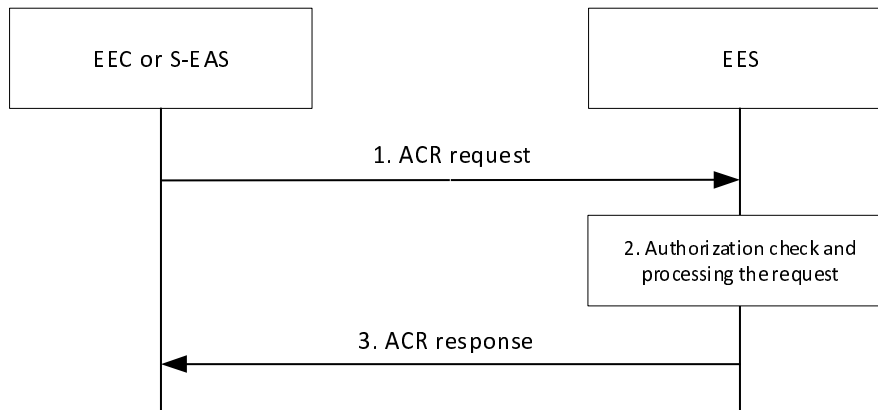 EEC or S-EAS
EES
1. ACR request
2. Authorization check and
processing the request
3. ACR response